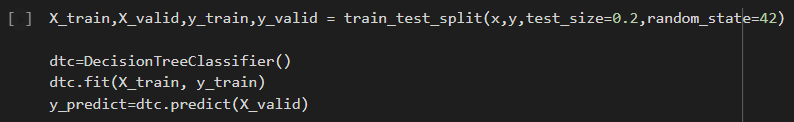 [ ] X_train,X_valid,y_train,y_valid = train_test_split(x,y,test_size=0.2,random_state=42)
dtc=DecisionTreeClassifier()
dtc.fit(X_train, y_train)
y_predict=dtc.predict(X_valid)